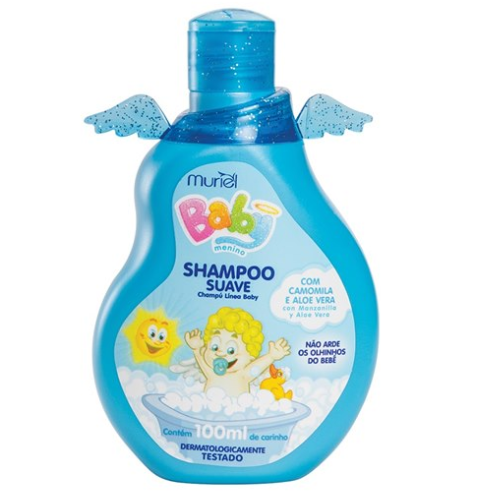 muriel
Baby
menino
SHAMPOO
SUAVE
Champú Línea Baby
COM
CAMOMILA
E ALOE VERA
con Manzanilla
y Aloe Vera
NÃO ARDE
OS OLHINHOS
DO BEBÊ
Contém 100ml de carinho
DERMATOLOGICAMENTE
TESTADO